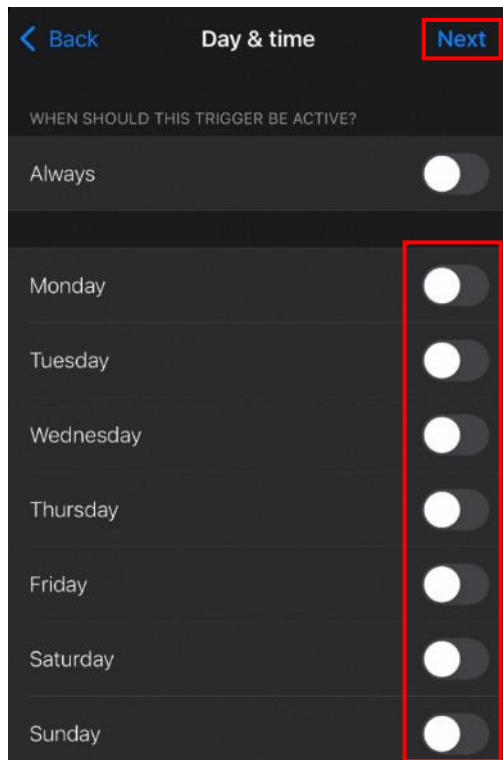 Back Day & time Next
WHEN SHOULD THIS TRIGGER BE ACTIVE?
Always
Monday
Tuesday
Wednesday
Thursday
Friday
Saturday
Sunday